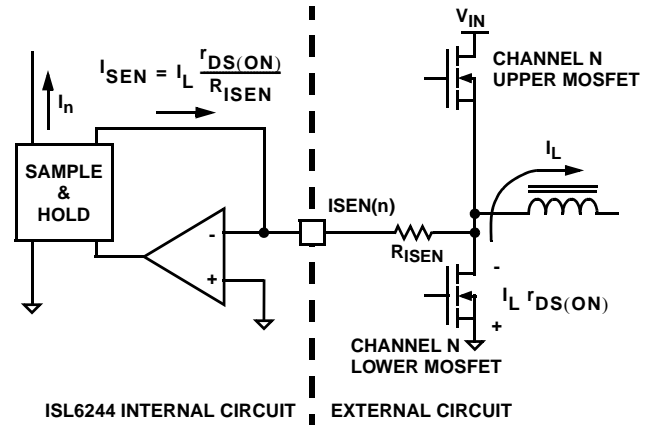 V_IN
CHANNEL N
UPPER MOSFET
I_SEN = I_L r_DS(ON) / R_ISEN
I_n
SAMPLE
&
HOLD
I_L
ISEN(n)
-
+
R_ISEN
-
I_L r_DS(ON)
+
CHANNEL N
LOWER MOSFET
ISL6244 INTERNAL CIRCUIT
EXTERNAL CIRCUIT